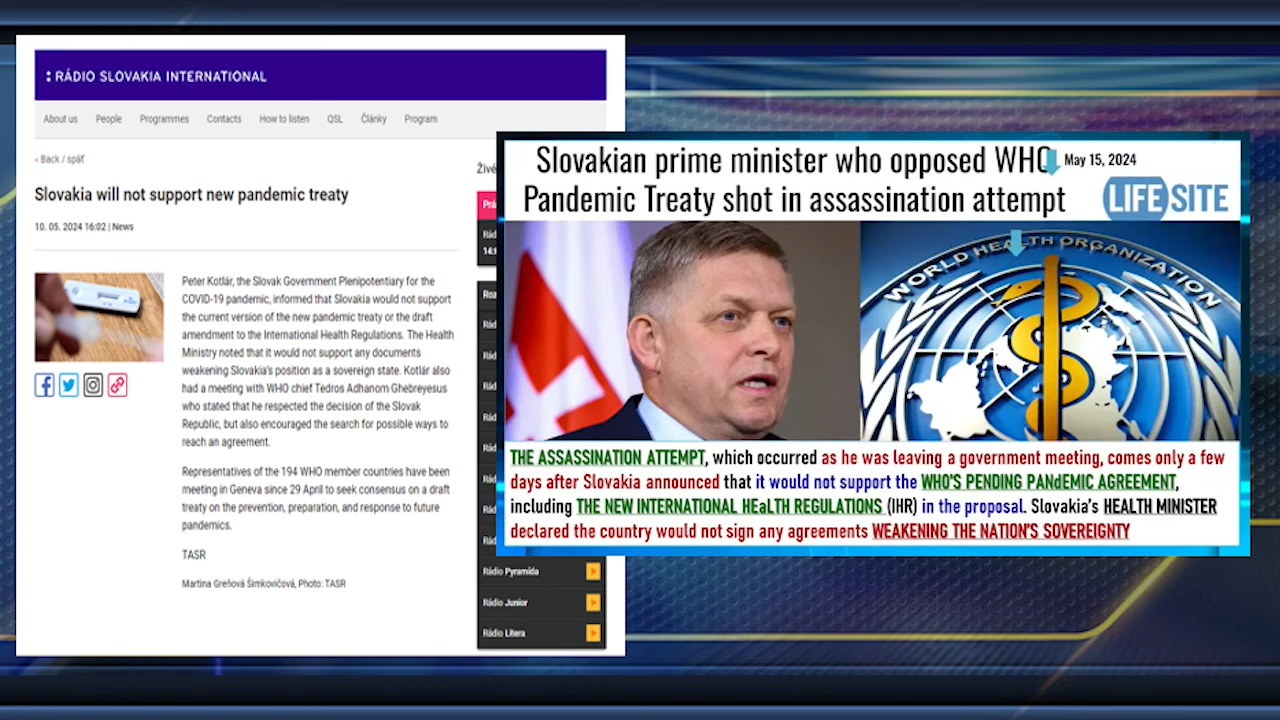 : RÁDIO SLOVAKIA INTERNATIONAL
About us People Programmes Contacts How to listen QSL Články Program
« Back / späť
Slovakia will not support new pandemic treaty
10. 05. 2024 16:02 | News
Peter Kotlár, the Slovak Government Plenipotentiary for the
COVID-19 pandemic, informed that Slovakia would not support
the current version of the new pandemic treaty or the draft
amendment to the International Health Regulations. The Health
Ministry noted that it would not support any documents
weakening Slovakia's position as a sovereign state. Kotlár also
had a meeting with WHO chief Tedros Adhanom Ghebreyesus
who stated that he respected the decision of the Slovak
Republic, but also encouraged the search for possible ways to
reach an agreement.
Representatives of the 194 WHO member countries have been
meeting in Geneva since 29 April to seek consensus on a draft
treaty on the prevention, preparation, and response to future
pandemics.
TASR
Martina Greňová Šimkovičová, Photo: TASR
Živé
Rádio Pyramída
Rádio Junior
Rádio Litera
Slovakian prime minister who opposed WHO
Pandemic Treaty shot in assassination attempt
May 15, 2024
LIFE SITE
WORLD HEALTH ORGANIZATION
THE ASSASSINATION ATTEMPT, which occurred as he was leaving a government meeting, comes only a few
days after Slovakia announced that it would not support the WHO'S PENDING PANdEMIC AGREEMENT,
including THE NEW INTERNATIONAL HEaLTH REGULATIONS (IHR) in the proposal. Slovakia's HEALTH MINISTER
declared the country would not sign any agreements WEAKENING THE NATION'S SOVEREIGNTY